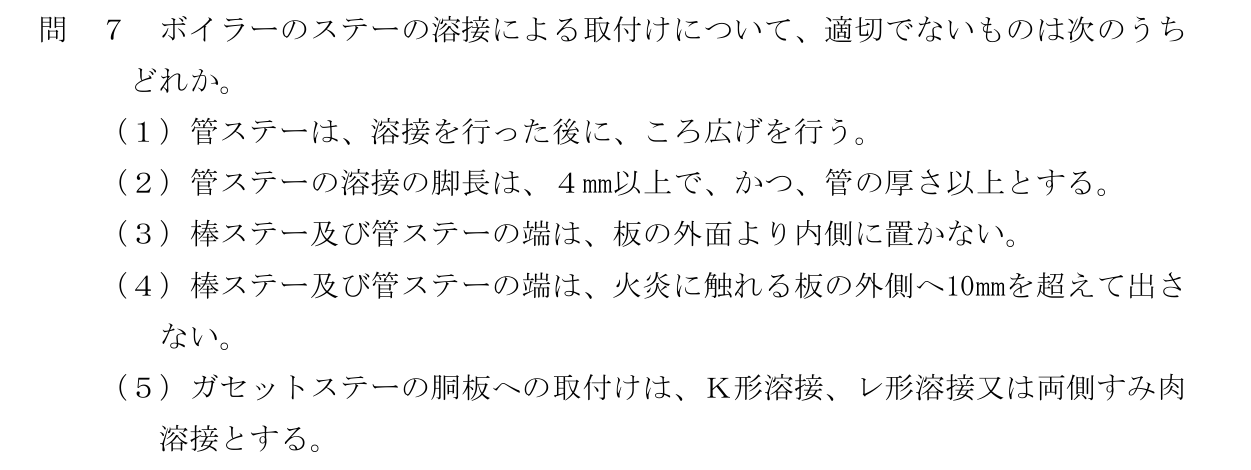 問　７　ボイラーのステーの溶接による取付けについて、適切でないものは次のうち
どれか。
（１）管ステーは、溶接を行った後に、ころ広げを行う。
（２）管ステーの溶接の脚長は、４㎜以上で、かつ、管の厚さ以上とする。
（３）棒ステー及び管ステーの端は、板の外面より内側に置かない。
（４）棒ステー及び管ステーの端は、火炎に触れる板の外側へ10㎜を超えて出さ
ない。
（５）ガセットステーの胴板への取付けは、Ｋ形溶接、レ形溶接又は両側すみ肉
溶接とする。